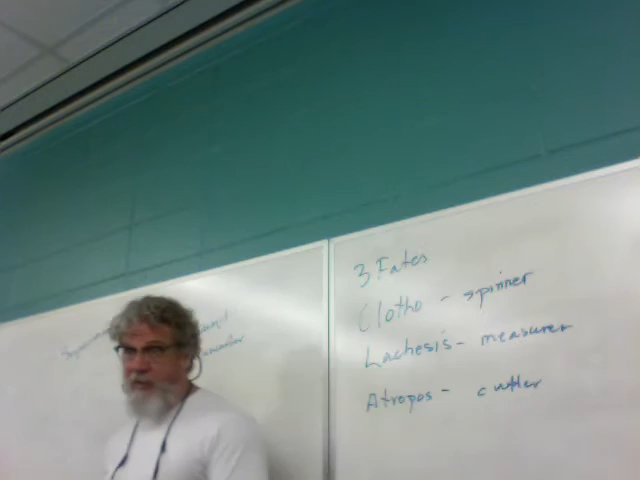 3 Fates
Clotho - spinner
Lachesis - measurer
Atropos - cutter